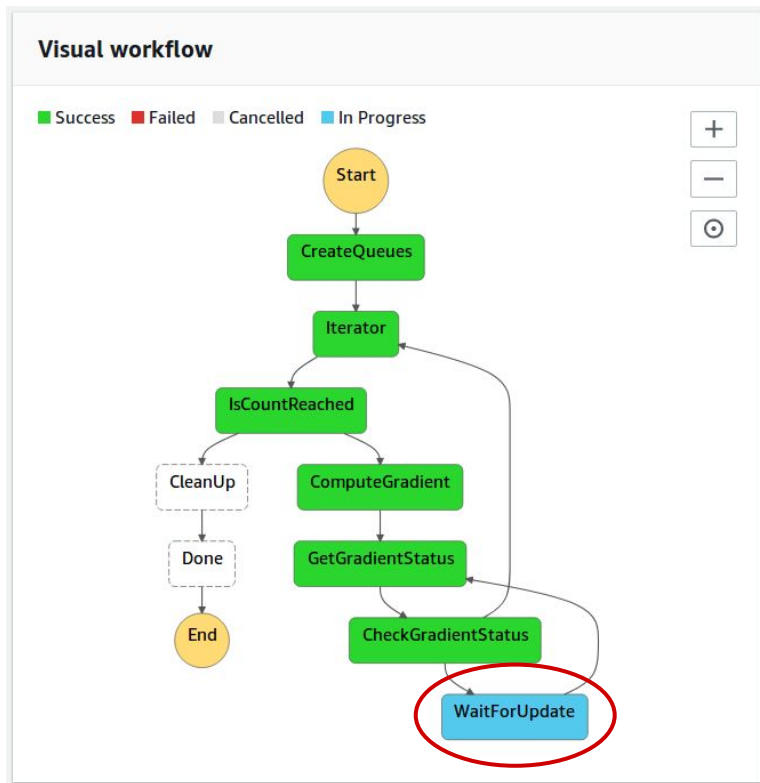 Visual workflow
Success Failed Cancelled In Progress
Start
CreateQueues
Iterator
IsCountReached
CleanUp
ComputeGradient
Done
GetGradientStatus
End
CheckGradientStatus
WaitForUpdate